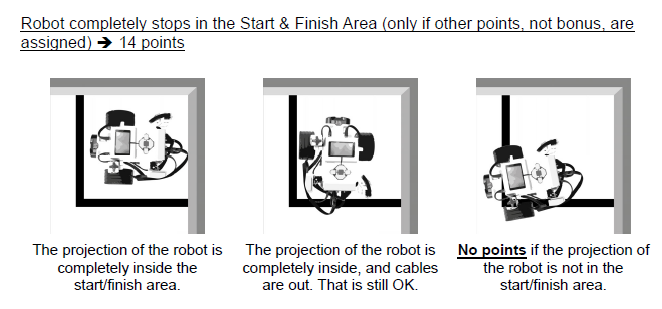 Robot completely stops in the Start & Finish Area (only if other points, not bonus, are
assigned) ➔ 14 points
The projection of the robot is
completely inside the
start/finish area.
The projection of the robot is
completely inside, and cables
are out. That is still OK.
No points if the projection of
the robot is not in the
start/finish area.